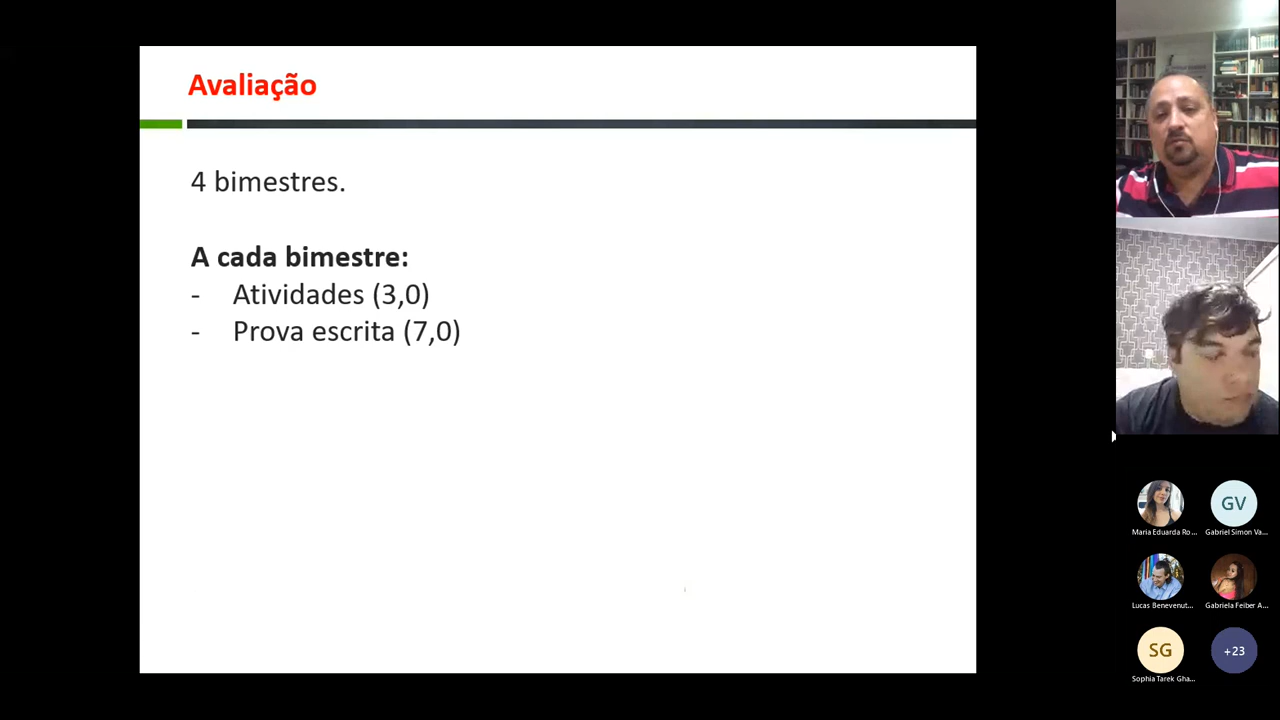 Avaliação
4 bimestres.
A cada bimestre:
- Atividades (3,0)
- Prova escrita (7,0)
GV
Maria Eduarda Ro...
Gabriel Simon Va...
Lucas Benevenut...
Gabriela Feiber A...
SG
+23
Sophia Tarek Gha...